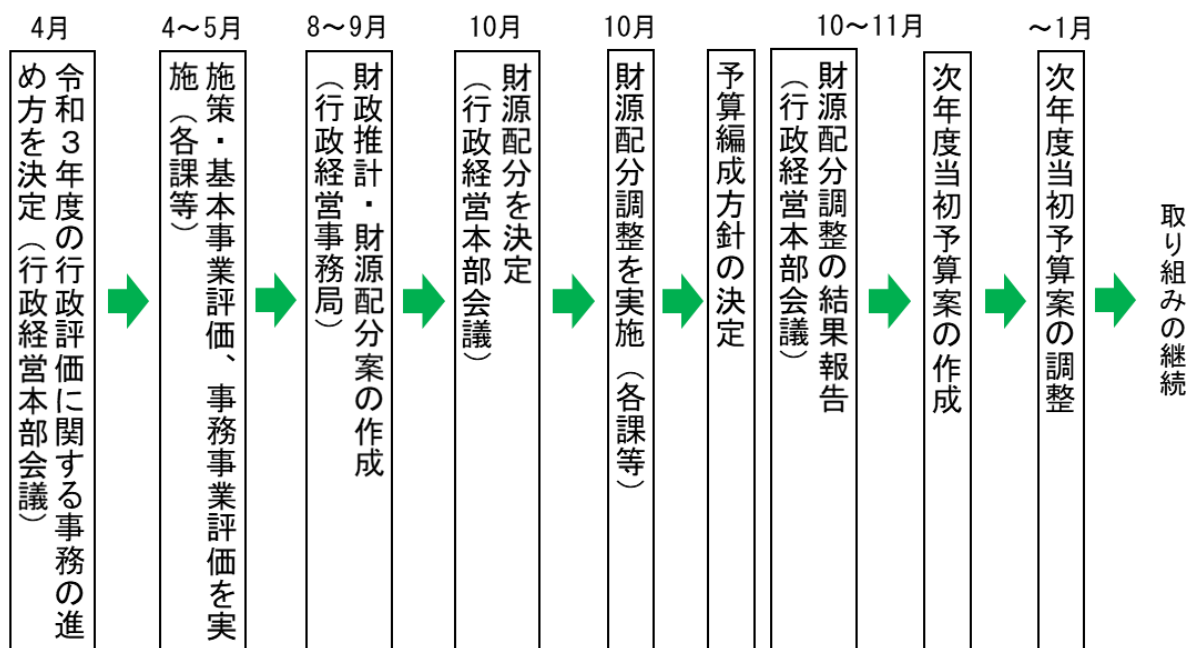 4月
令和3年度の行政評価に関する事務の進
め方を決定（行政経営本部会議）
4～5月
施策・基本事業評価、事務事業評価を実
施（各課等）
8～9月
財政推計・財源配分案の作成
（行政経営事務局）
10月
財源配分を決定
（行政経営本部会議）
10月
財源配分調整を実施（各課等）
予算編成方針の決定
10～11月
財源配分調整の結果報告
（行政経営本部会議）
次年度当初予算案の作成
～1月
次年度当初予算案の調整
取り組みの継続